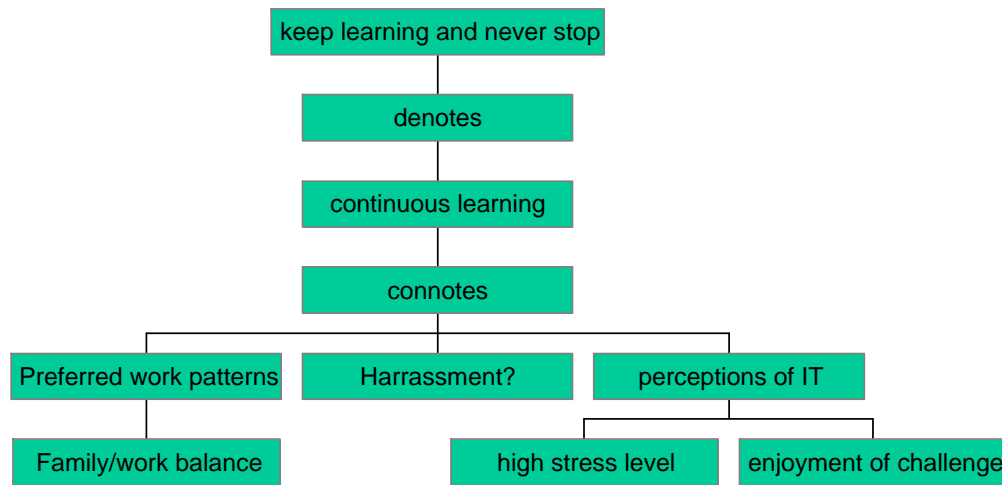 keep learning and never stop
denotes
continuous learning
connotes
Preferred work patterns
Harrassment?
perceptions of IT
Family/work balance
high stress level
enjoyment of challenge